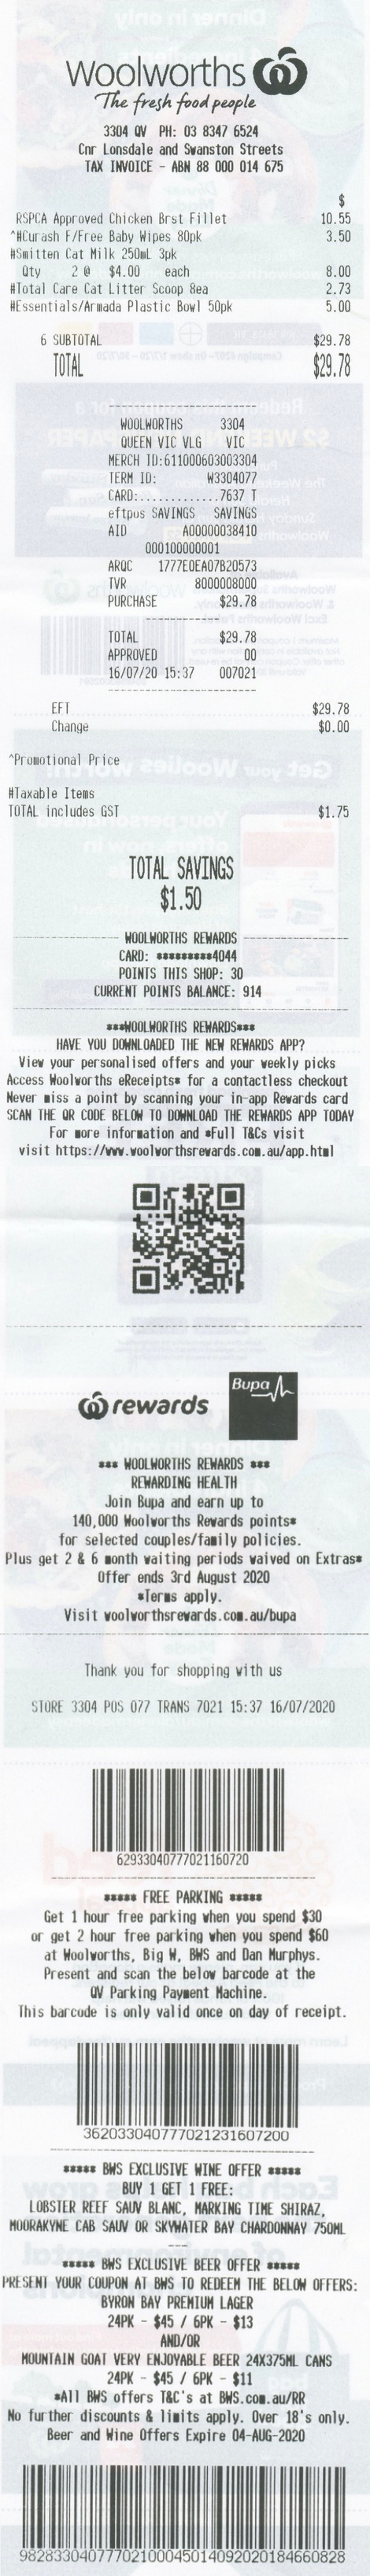 Woolworths
The fresh food people
3304 QV PH: 03 8347 6524
Cnr Lonsdale and Swanston Streets
TAX INVOICE - ABN 88 000 014 675
$
RSPCA Approved Chicken Brst Fillet 10.55
^#Curash F/Free Baby Wipes 80pk 3.50
#Smitten Cat Milk 250mL 3pk
Qty 2 @ $4.00 each 8.00
#Total Care Cat Litter Scoop 8ea 2.73
#Essentials/Armada Plastic Bowl 50pk 5.00
6 SUBTOTAL $29.78
TOTAL $29.78
WOOLWORTHS 3304
QUEEN VIC VLG VIC
MERCH ID:611000603003304
TERM ID: W3304077
CARD:.............7637 T
eftpos SAVINGS SAVINGS
AID A00000038410
000100000001
ARQC 1777E0EA07B20573
TVR 8000008000
PURCHASE $29.78
TOTAL $29.78
APPROVED 00
16/07/20 15:37 007021
EFT $29.78
Change $0.00
^Promotional Price
#Taxable Items
TOTAL includes GST $1.75
TOTAL SAVINGS
$1.50
WOOLWORTHS REWARDS
CARD: *********4044
POINTS THIS SHOP: 30
CURRENT POINTS BALANCE: 914
***WOOLWORTHS REWARDS***
HAVE YOU DOWNLOADED THE NEW REWARDS APP?
View your personalised offers and your weekly picks
Access Woolworths eReceipts* for a contactless checkout
Never miss a point by scanning your in-app Rewards card
SCAN THE QR CODE BELOW TO DOWNLOAD THE REWARDS APP TODAY
For more information and *Full T&Cs visit
visit https://www.woolworthsrewards.com.au/app.html
rewards
Bupa
*** WOOLWORTHS REWARDS ***
REWARDING HEALTH
Join Bupa and earn up to
140,000 Woolworths Rewards points*
for selected couples/family policies.
Plus get 2 & 6 month waiting periods waived on Extras*
Offer ends 3rd August 2020
*Terms apply.
Visit woolworthsrewards.com.au/bupa
Thank you for shopping with us
STORE 3304 POS 077 TRANS 7021 15:37 16/07/2020
62933040777021160720
***** FREE PARKING *****
Get 1 hour free parking when you spend $30
or get 2 hour free parking when you spend $60
at Woolworths, Big W, BWS and Dan Murphys.
Present and scan the below barcode at the
QV Parking Payment Machine.
This barcode is only valid once on day of receipt.
3620330407777021231607200
***** BWS EXCLUSIVE WINE OFFER *****
BUY 1 GET 1 FREE:
LOBSTER REEF SAUV BLANC, MARKING TIME SHIRAZ,
MOORAKYNE CAB SAUV OR SKYWATER BAY CHARDONNAY 750ML
---
***** BWS EXCLUSIVE BEER OFFER *****
PRESENT YOUR COUPON AT BWS TO REDEEM THE BELOW OFFERS:
BYRON BAY PREMIUM LAGER
24PK - $45 / 6PK - $13
AND/OR
MOUNTAIN GOAT VERY ENJOYABLE BEER 24X375ML CANS
24PK - $45 / 6PK - $11
*All BWS offers T&C's at BWS.com.au/RR
No further discounts & limits apply. Over 18's only.
Beer and Wine Offers Expire 04-AUG-2020
9828330407770210004501409202018466082​8